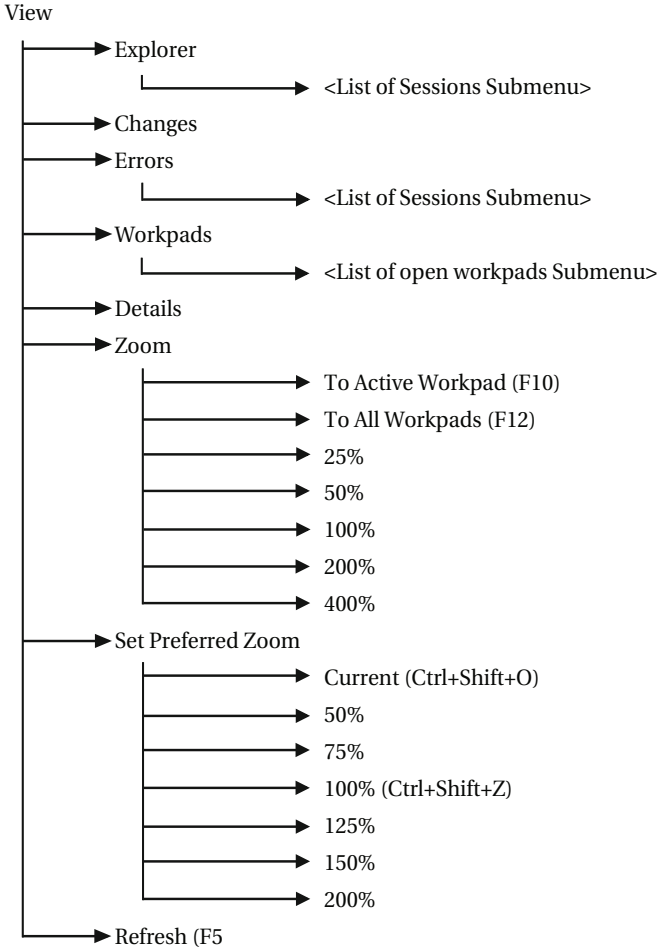 View
Explorer
<List of Sessions Submenu>
Changes
Errors
<List of Sessions Submenu>
Workpads
<List of open workpads Submenu>
Details
Zoom
To Active Workpad (F10)
To All Workpads (F12)
25%
50%
100%
200%
400%
Set Preferred Zoom
Current (Ctrl+Shift+O)
50%
75%
100% (Ctrl+Shift+Z)
125%
150%
200%
Refresh (F5